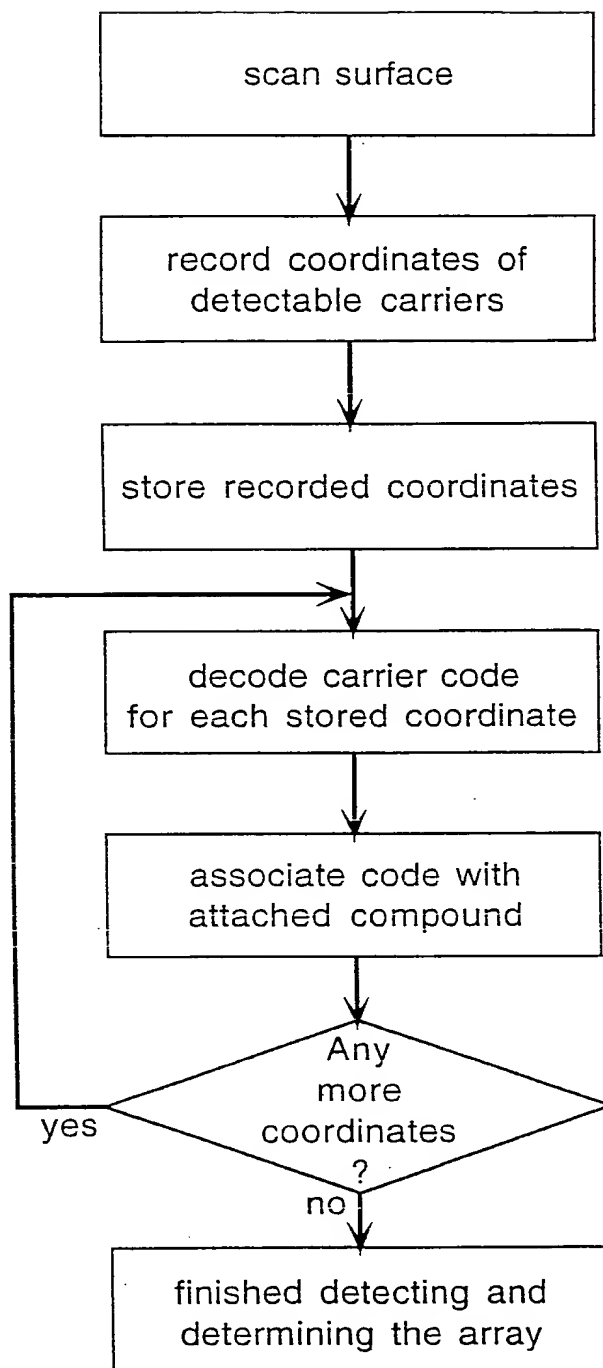 scan surface
record coordinates of
detectable carriers
store recorded coordinates
decode carrier code
for each stored coordinate
associate code with
attached compound
Any
more
coordinates
?
yes
no
finished detecting and
determining the array